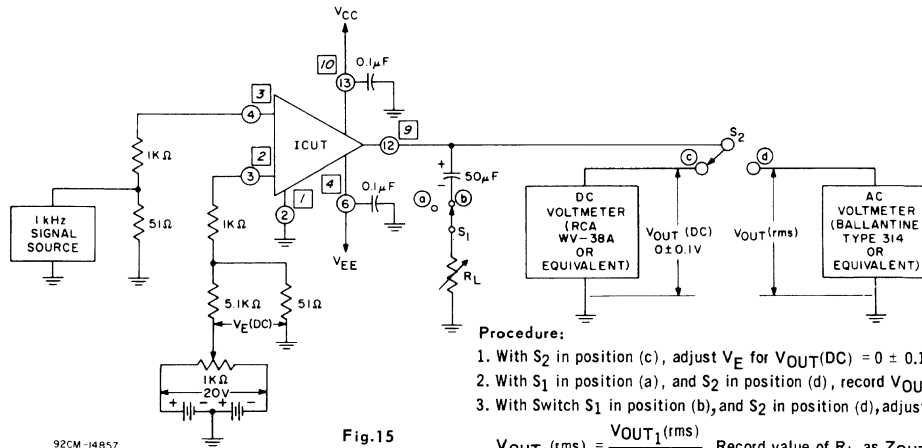 VCC
10
13
0.1µF
3
4
ICUT
2
3
1
2
4
6
0.1µF
VEE
9
12
1KΩ
51Ω
1 kHz
SIGNAL
SOURCE
1KΩ
5.1KΩ
51Ω
VE(DC)
1KΩ
20V
+ - + -
+
-
50µF
a
b
S1
RL
S2
c
d
DC
VOLTMETER
(RCA
WV-38A
OR
EQUIVALENT)
VOUT(DC)
0±0.1V
VOUT(rms)
AC
VOLTMETER
(BALLANTINE
TYPE 314
OR
EQUIVALENT)
Procedure:
1. With S2 in position (c), adjust VE for VOUT(DC) = 0 ± 0.1
2. With S1 in position (a), and S2 in position (d), record VOU
3. With Switch S1 in position (b), and S2 in position (d), adjust
VOUT1(rms)
VOUT (rms) = Record value of RL as ZOUT
92CM-14857
Fig.15